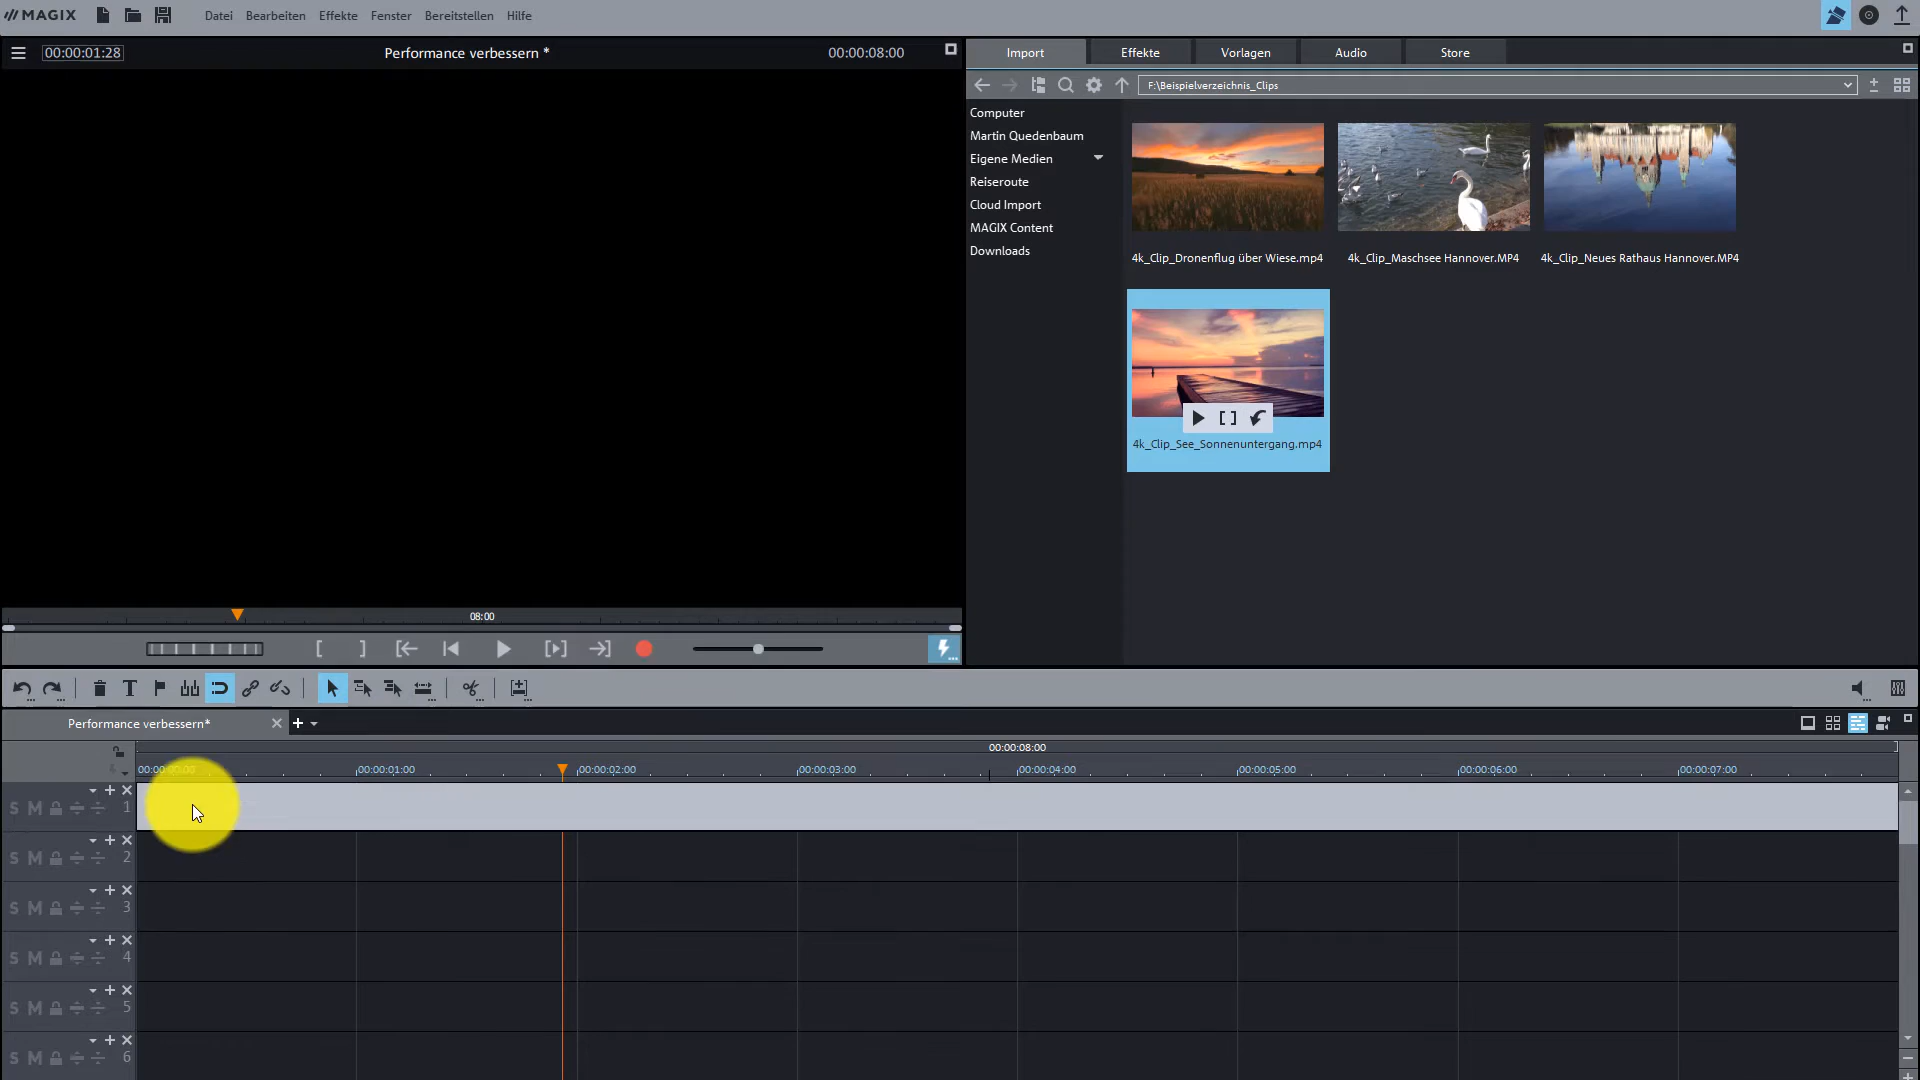 MAGIX
Datei Bearbeiten Effekte Fenster Bereitstellen Hilfe
00:00:01:28 Performance verbessern * 00:00:08:00
Import Effekte Vorlagen Audio Store
F:\Beispielverzeichnis_Clips
Computer
Martin Quedenbaum
Eigene Medien
Reiseroute
Cloud Import
MAGIX Content
Downloads
4k_Clip_Dronenflug über Wiese.mp4 4k_Clip_Maschsee Hannover.MP4 4k_Clip_Neues Rathaus Hannover.MP4
4k_Clip_See_Sonnenuntergang.mp4
08:00
Performance verbessern*
00:00:08:00
00:00:00:00 00:00:01:00 00:00:02:00 00:00:03:00 00:00:04:00 00:00:05:00 00:00:06:00 00:00:07:00
S M 1
S M 2
S M 3
S M 4
S M 5
S M 6